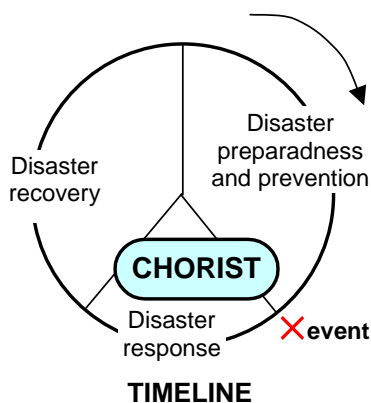 Disaster
preparadness
and prevention
Disaster
recovery
CHORIST
Disaster
response
event
TIMELINE